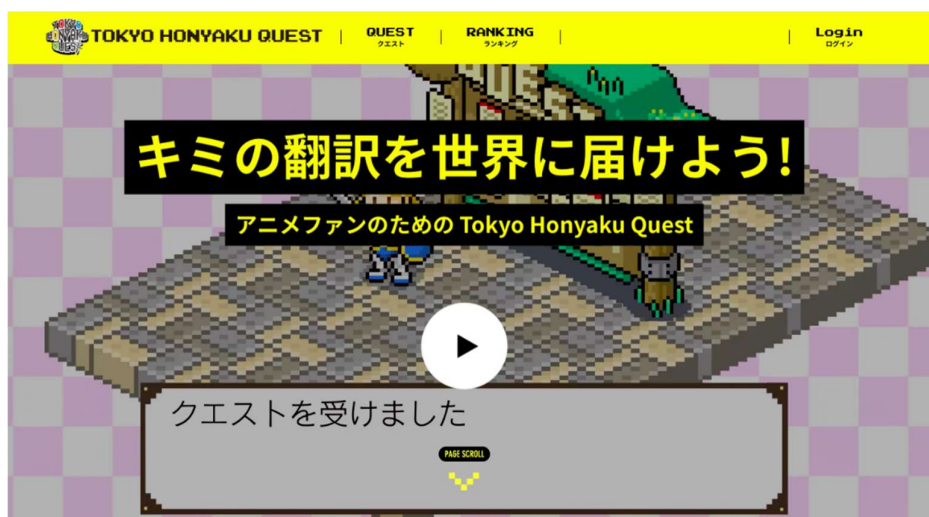 TOKYO HONYAKU QUEST | QUEST | RANKING | | Login
クエスト ランキング ログイン
キミの翻訳を世界に届けよう!
アニメファンのための Tokyo Honyaku Quest
クエストを受けました
PAGE SCROLL